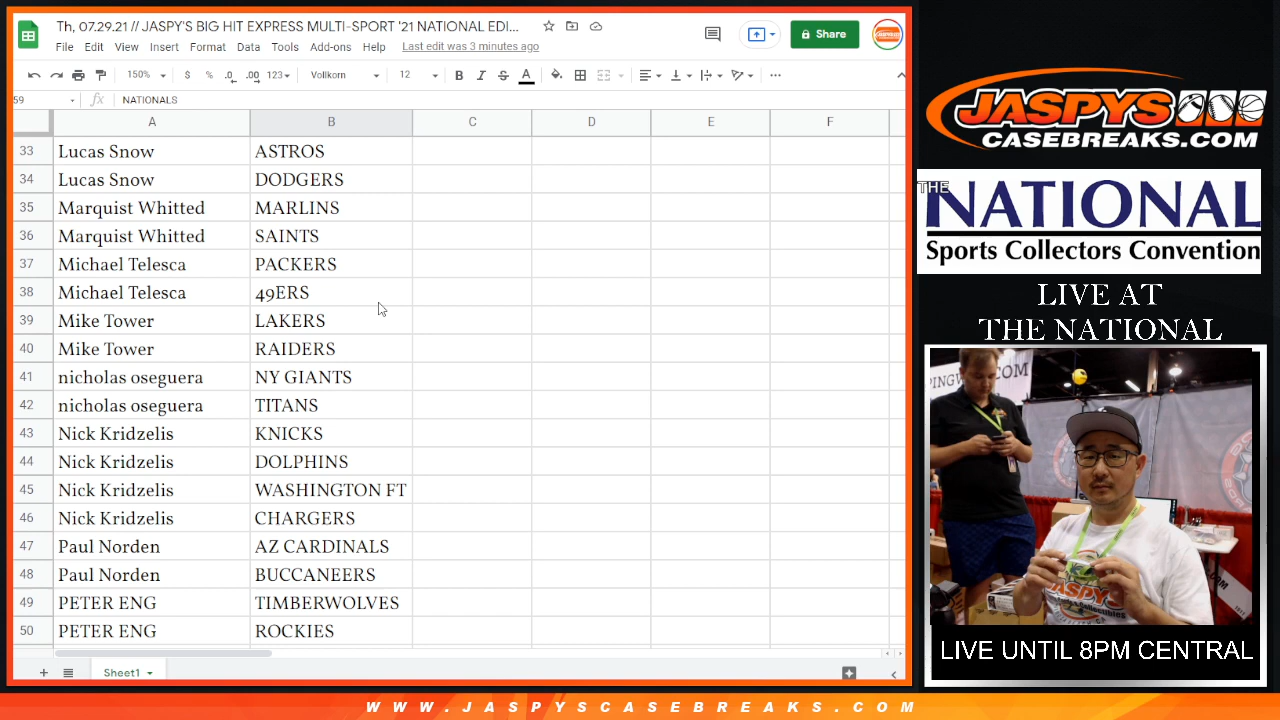 Th, 07.29.21 // JASPY'S BIG HIT EXPRESS MULTI-SPORT '21 NATIONAL EDI...
File Edit View Insert Format Data Tools Add-ons Help Last edit was 3 minutes ago
Share
150% $ % .0 .00 123 Vollkorn 12 B I S A
59 fx NATIONALS
A B C D E F
33 Lucas Snow ASTROS
34 Lucas Snow DODGERS
35 Marquist Whitted MARLINS
36 Marquist Whitted SAINTS
37 Michael Telesca PACKERS
38 Michael Telesca 49ERS
39 Mike Tower LAKERS
40 Mike Tower RAIDERS
41 nicholas oseguera NY GIANTS
42 nicholas oseguera TITANS
43 Nick Kridzelis KNICKS
44 Nick Kridzelis DOLPHINS
45 Nick Kridzelis WASHINGTON FT
46 Nick Kridzelis CHARGERS
47 Paul Norden AZ CARDINALS
48 Paul Norden BUCCANEERS
49 PETER ENG TIMBERWOLVES
50 PETER ENG ROCKIES
Sheet1
JASPYS
CASEBREAKS.COM
THE
NATIONAL
Sports Collectors Convention
LIVE AT
THE NATIONAL
JASPYS
LIVE UNTIL 8PM CENTRAL
WWW.JASPYSCASEBREAKS.COM